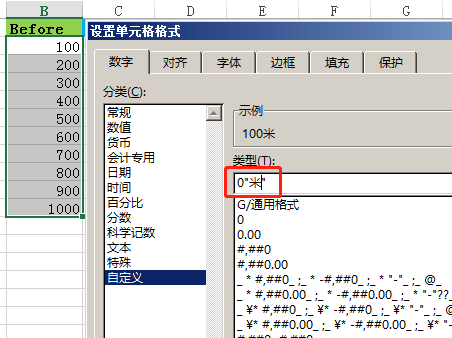 B C D E F G
Before
设置单元格格式
100
200
300
400
500
600
700
800
900
1000
数字 对齐 字体 边框 填充 保护
分类(C):
常规
数值
货币
会计专用
日期
时间
百分比
分数
科学记数
文本
特殊
自定义
示例
100米
类型(T):
0"米"
G/通用格式
0
0.00
#,##0
#,##0.00
_ * #,##0_ ;_ * -#,##0_ ;_ * "-"_ ;_ @_
_ * #,##0.00_ ;_ * -#,##0.00_ ;_ * "-"??_
_ ¥* #,##0_ ;_ ¥* -#,##0_ ;_ ¥* "-"_ ;_ @
_ ¥* #,##0.00_ ;_ ¥* -#,##0.00_ ;_ ¥* "-